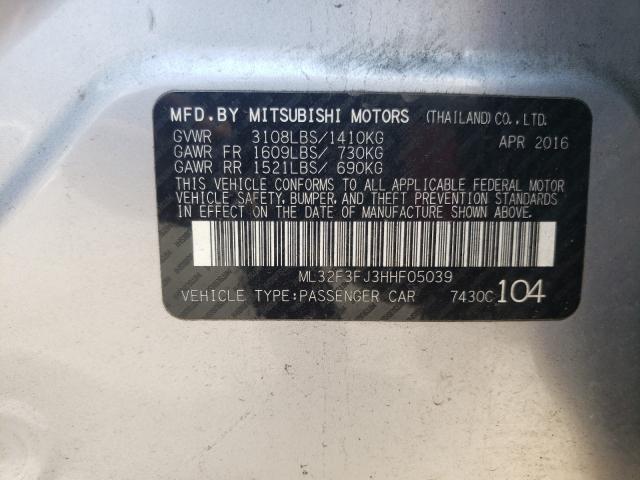 MFD.BY MITSUBISHI MOTORS (THAILAND) CO., LTD.
GVWR 3108LBS/1410KG APR 2016
GAWR FR 1609LBS/ 730KG
GAWR RR 1521LBS/ 690KG
THIS VEHICLE CONFORMS TO ALL APPLICABLE FEDERAL MOTOR
VEHICLE SAFETY, BUMPER, AND THEFT PREVENTION STANDARDS
IN EFFECT ON THE DATE OF MANUFACTURE SHOWN ABOVE.
ML32F3FJ3HHF05039
VEHICLE TYPE:PASSENGER CAR 7430C 104